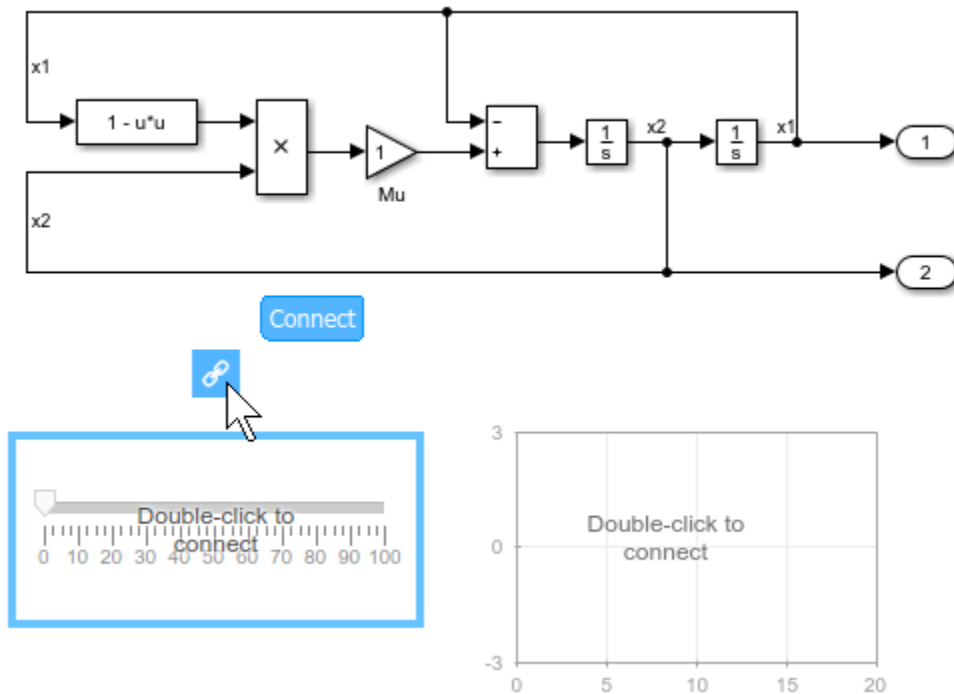 x1
1 - u*u
×
1
Mu
−
+
1
s
x2
1
s
x1
1
x2
2
Connect
Double-click to
connect
0 10 20 30 40 50 60 70 80 90 100
3
Double-click to
connect
0
-3
0 5 10 15 20